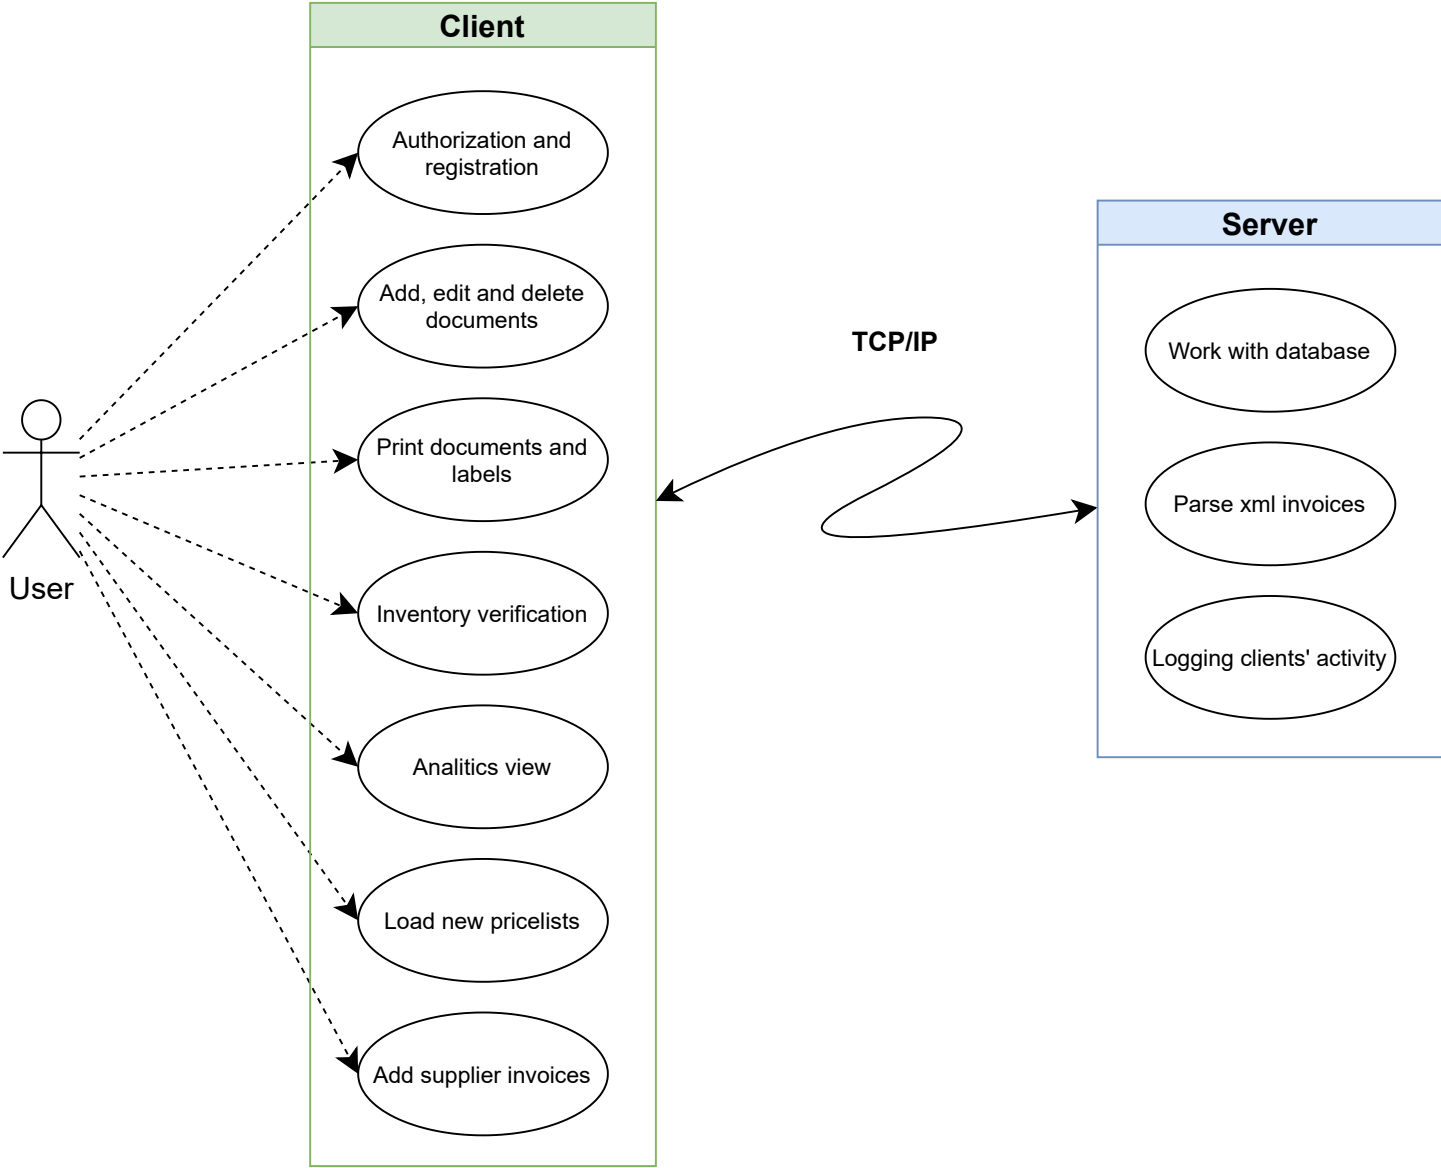 Client
Authorization and
registration
Add, edit and delete
documents
Print documents and
labels
Inventory verification
Analitics view
Load new pricelists
Add supplier invoices
User
TCP/IP
Server
Work with database
Parse xml invoices
Logging clients' activity